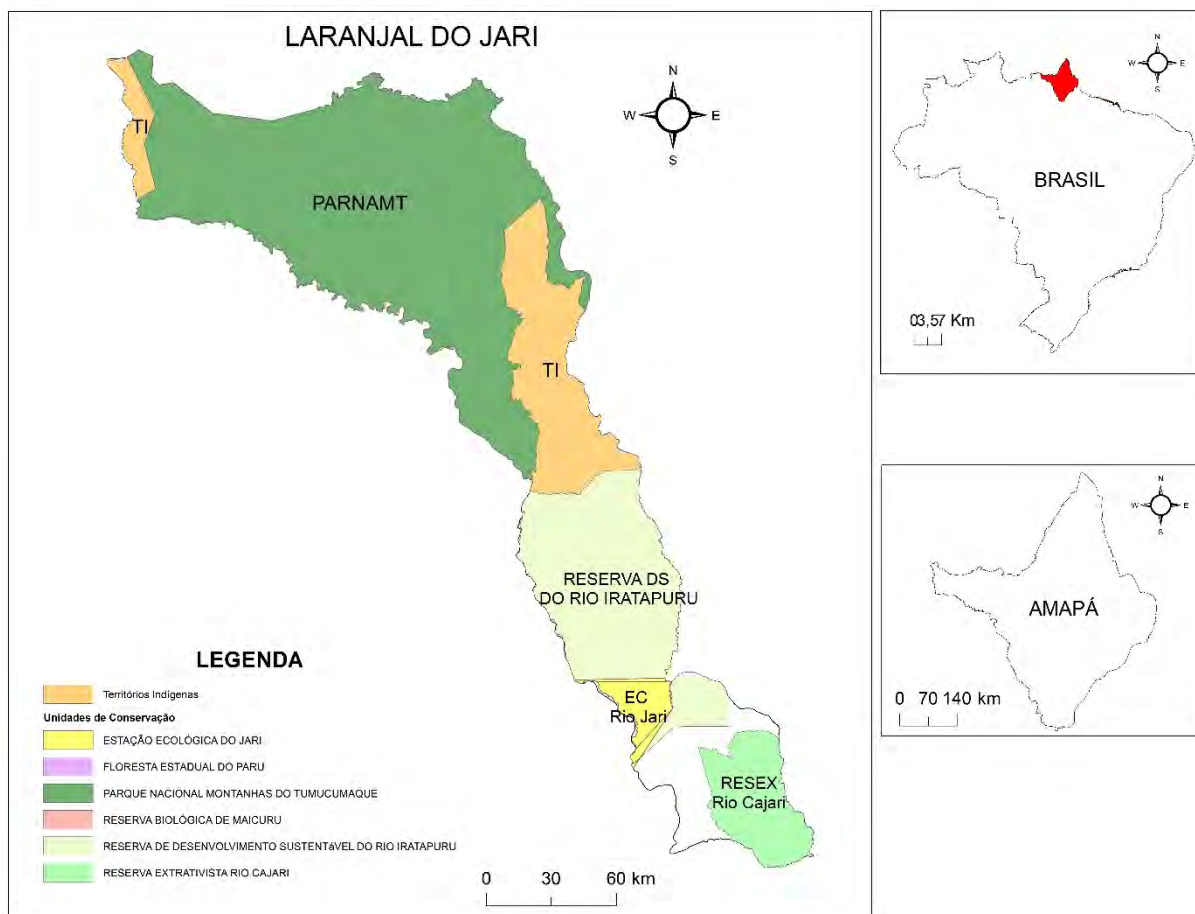 LARANJAL DO JARI
N
W E
S
TI
PARNAMT
TI
RESERVA DS
DO RIO IRATAPURU
EC
Rio Jari
RESEX
Rio Cajari
LEGENDA
Territórios Indígenas
Unidades de Conservação
ESTAÇÃO ECOLÓGICA DO JARI
FLORESTA ESTADUAL DO PARU
PARQUE NACIONAL MONTANHAS DO TUMUCUMAQUE
RESERVA BIOLÓGICA DE MAICURU
RESERVA DE DESENVOLVIMENTO SUSTENTáVEL DO RIO IRATAPURU
RESERVA EXTRATIVISTA RIO CAJARI
0 30 60 km
N
W E
S
BRASIL
03,57 Km
N
W E
S
AMAPÁ
0 70 140 km